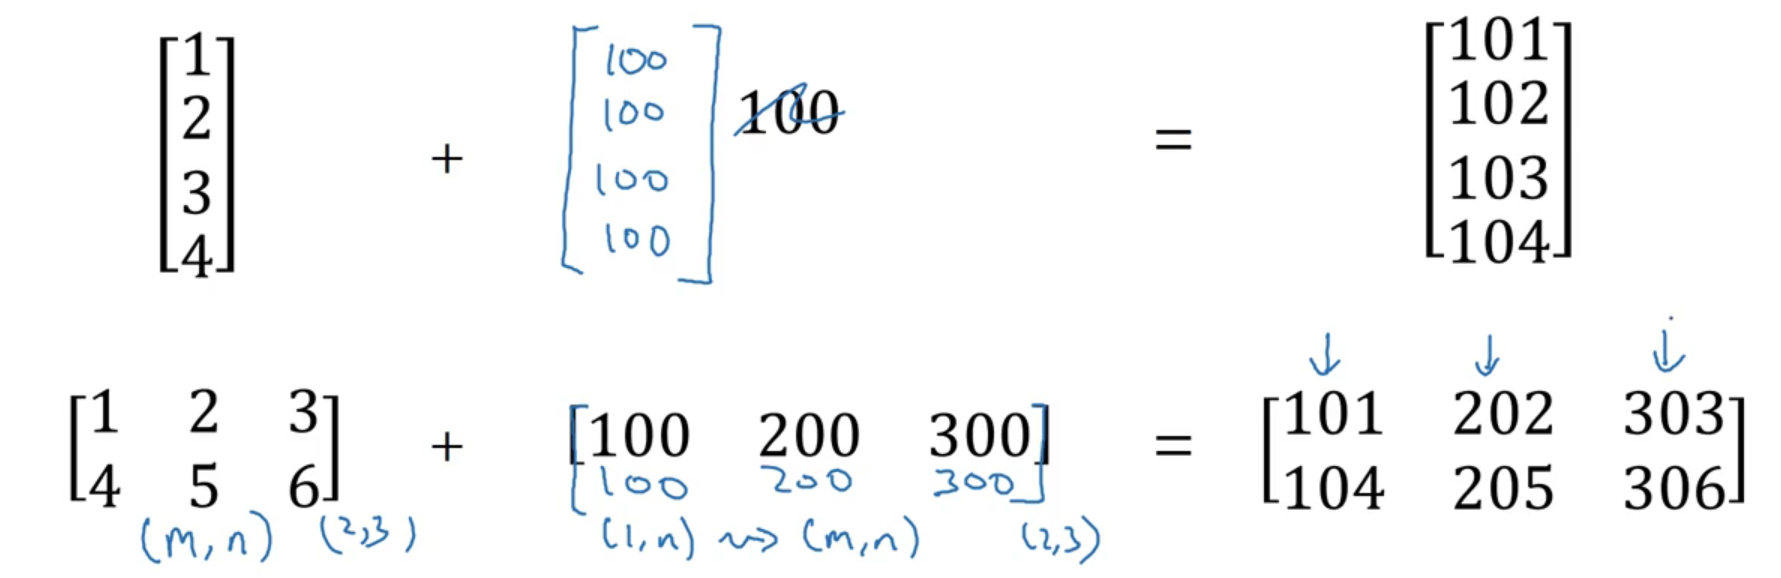 [1 2 3 4] + [100 100 100 100] 100 = [101 102 103 104]
[1 2 3] + [100 200 300] = [101 202 303]
[4 5 6] [100 200 300] [104 205 306]
(m, n) (2,3) (1,n) ⇝ (m,n) (2,3)